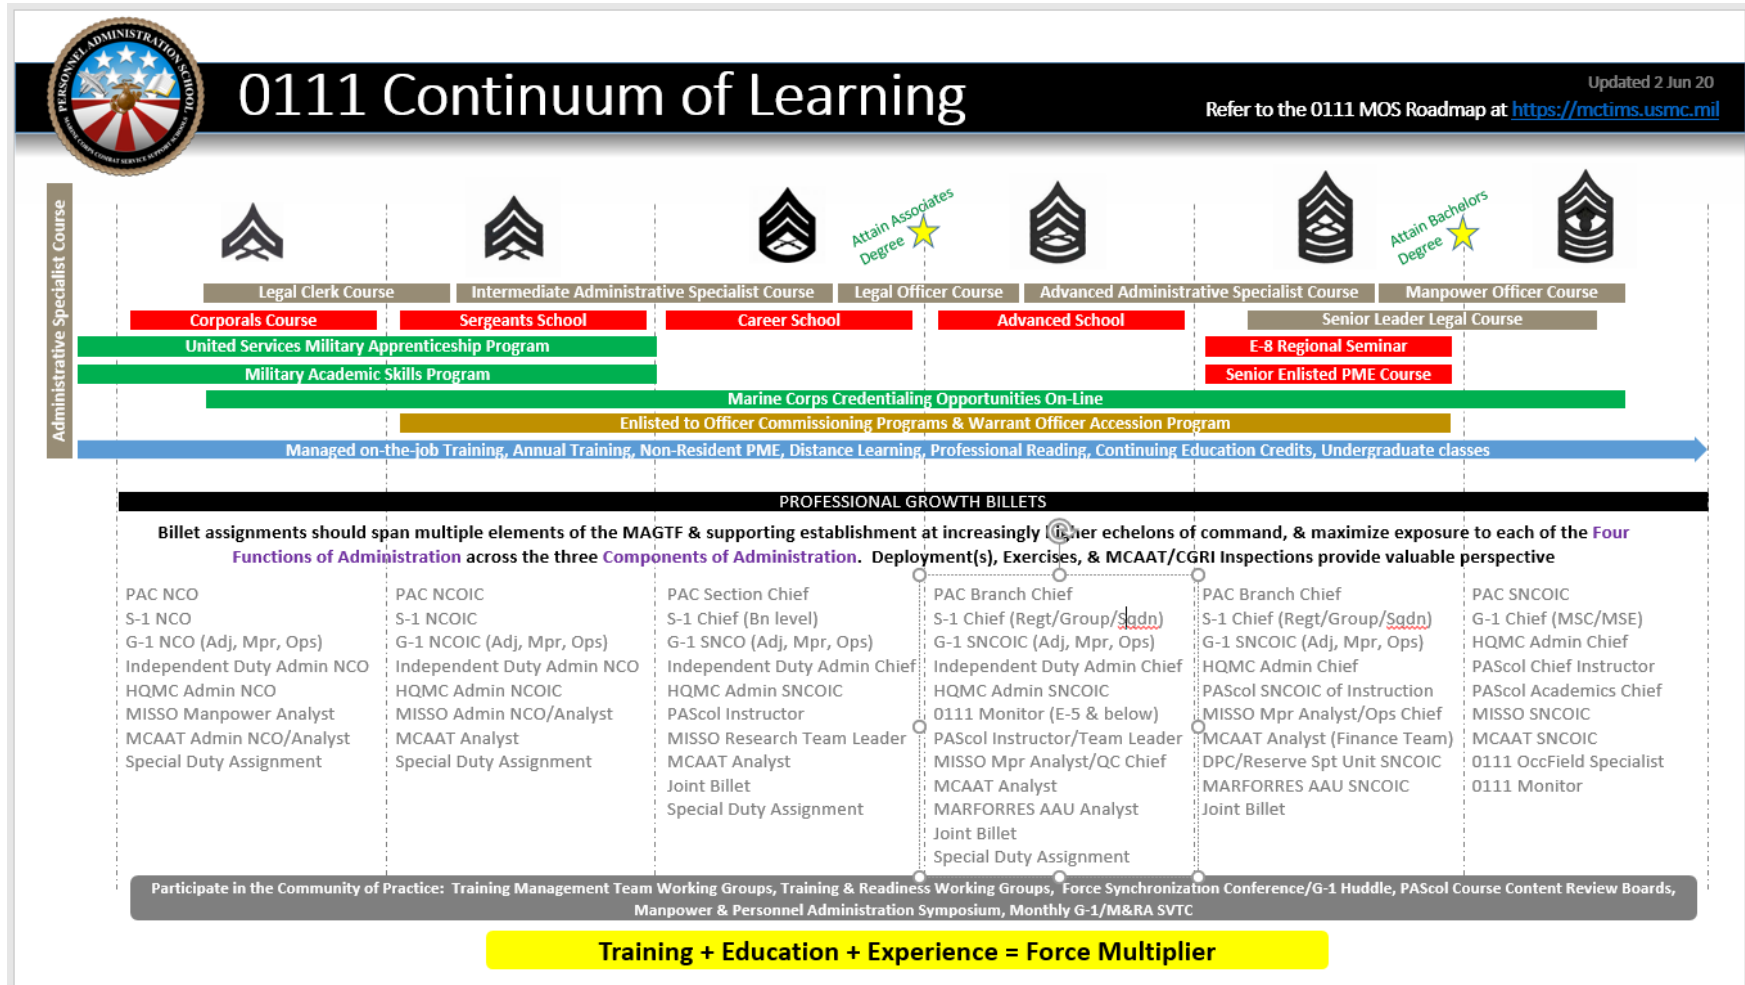 PERSONNEL ADMINISTRATION SCHOOL
MARINE CORPS COMBAT SERVICE SUPPORT SCHOOLS
0111 Continuum of Learning
Updated 2 Jun 20
Refer to the 0111 MOS Roadmap at https://mctims.usmc.mil
Administrative Specialist Course
Attain Associates
Degree
Attain Bachelors
Degree
Legal Clerk Course
Intermediate Administrative Specialist Course
Legal Officer Course
Advanced Administrative Specialist Course
Manpower Officer Course
Corporals Course
Sergeants School
Career School
Advanced School
Senior Leader Legal Course
United Services Military Apprenticeship Program
E-8 Regional Seminar
Military Academic Skills Program
Senior Enlisted PME Course
Marine Corps Credentialing Opportunities On-Line
Enlisted to Officer Commissioning Programs & Warrant Officer Accession Program
Managed on-the-job Training, Annual Training, Non-Resident PME, Distance Learning, Professional Reading, Continuing Education Credits, Undergraduate classes
PROFESSIONAL GROWTH BILLETS
Billet assignments should span multiple elements of the MAGTF & supporting establishment at increasingly higher echelons of command, & maximize exposure to each of the Four
Functions of Administration across the three Components of Administration. Deployment(s), Exercises, & MCAAT/CGRI Inspections provide valuable perspective
PAC NCO
S-1 NCO
G-1 NCO (Adj, Mpr, Ops)
Independent Duty Admin NCO
HQMC Admin NCO
MISSO Manpower Analyst
MCAAT Admin NCO/Analyst
Special Duty Assignment
PAC NCOIC
S-1 NCOIC
G-1 NCOIC (Adj, Mpr, Ops)
Independent Duty Admin NCO
HQMC Admin NCOIC
MISSO Admin NCO/Analyst
MCAAT Analyst
Special Duty Assignment
PAC Section Chief
S-1 Chief (Bn level)
G-1 SNCO (Adj, Mpr, Ops)
Independent Duty Admin Chief
HQMC Admin SNCOIC
PAScol Instructor
MISSO Research Team Leader
MCAAT Analyst
Joint Billet
Special Duty Assignment
PAC Branch Chief
S-1 Chief (Regt/Group/Sqdn)
G-1 SNCOIC (Adj, Mpr, Ops)
Independent Duty Admin Chief
HQMC Admin SNCOIC
0111 Monitor (E-5 & below)
PAScol Instructor/Team Leader
MISSO Mpr Analyst/QC Chief
MCAAT Analyst
MARFORRES AAU Analyst
Joint Billet
Special Duty Assignment
PAC Branch Chief
S-1 Chief (Regt/Group/Sqdn)
G-1 SNCOIC (Adj, Mpr, Ops)
HQMC Admin Chief
PAScol SNCOIC of Instruction
MISSO Mpr Analyst/Ops Chief
MCAAT Analyst (Finance Team)
DPC/Reserve Spt Unit SNCOIC
MARFORRES AAU SNCOIC
Joint Billet
PAC SNCOIC
G-1 Chief (MSC/MSE)
HQMC Admin Chief
PAScol Chief Instructor
PAScol Academics Chief
MISSO SNCOIC
MCAAT SNCOIC
0111 OccField Specialist
0111 Monitor
Participate in the Community of Practice: Training Management Team Working Groups, Training & Readiness Working Groups, Force Synchronization Conference/G-1 Huddle, PAScol Course Content Review Boards,
Manpower & Personnel Administration Symposium, Monthly G-1/M&RA SVTC
Training + Education + Experience = Force Multiplier